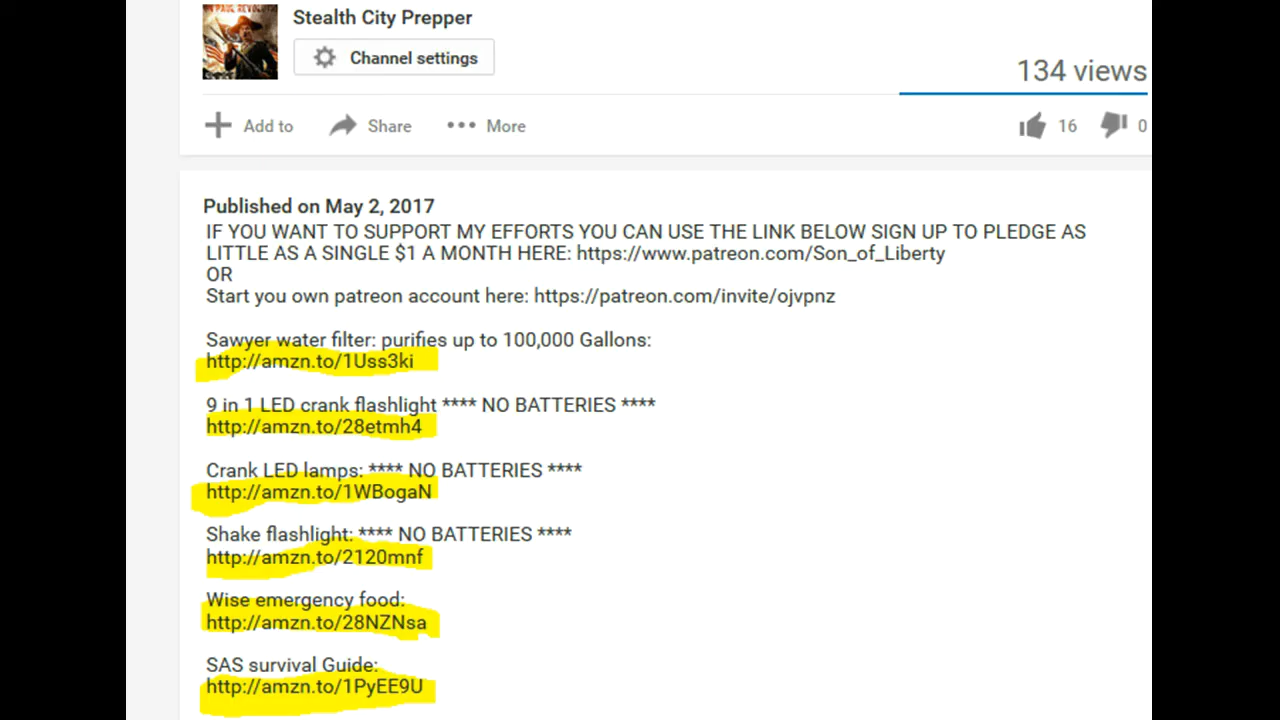 Stealth City Prepper
Channel settings
134 views
Add to
Share
More
16
0
Published on May 2, 2017
IF YOU WANT TO SUPPORT MY EFFORTS YOU CAN USE THE LINK BELOW SIGN UP TO PLEDGE AS
LITTLE AS A SINGLE $1 A MONTH HERE: https://www.patreon.com/Son_of_Liberty
OR
Start you own patreon account here: https://patreon.com/invite/ojvpnz
Sawyer water filter: purifies up to 100,000 Gallons:
http://amzn.to/1Uss3ki
9 in 1 LED crank flashlight **** NO BATTERIES ****
http://amzn.to/28etmh4
Crank LED lamps: **** NO BATTERIES ****
http://amzn.to/1WBogaN
Shake flashlight: **** NO BATTERIES ****
http://amzn.to/2120mnf
Wise emergency food:
http://amzn.to/28NZNsa
SAS survival Guide:
http://amzn.to/1PyEE9U